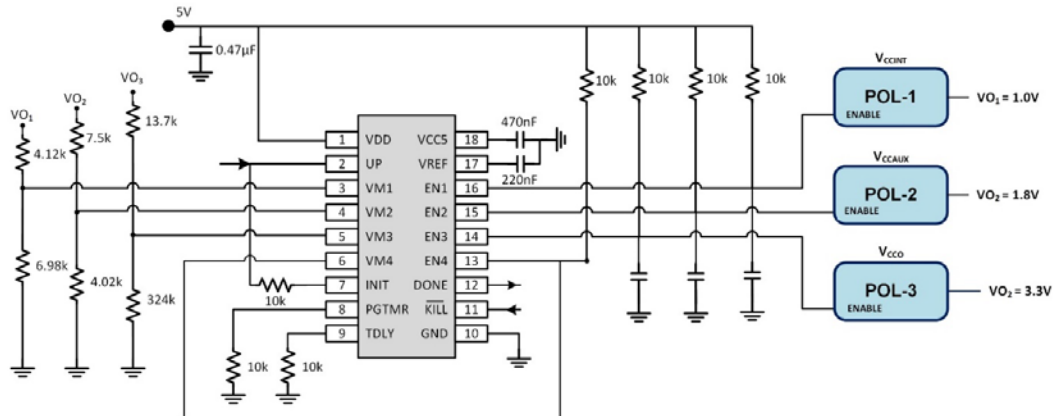 5V
0.47µF
VO1
4.12k
6.98k
VO2
7.5k
4.02k
VO3
13.7k
324k
1 VDD
2 UP
3 VM1
4 VM2
5 VM3
6 VM4
7 INIT
8 PGTMR
9 TDLY
VCC5 18
VREF 17
EN1 16
EN2 15
EN3 14
EN4 13
DONE 12
KILL 11
GND 10
10k
10k
10k
470nF
220nF
10k
10k
10k
10k
VCCINT
POL-1
ENABLE
VO1 = 1.0V
VCCAUX
POL-2
ENABLE
VO2 = 1.8V
VCCO
POL-3
ENABLE
VO2 = 3.3V